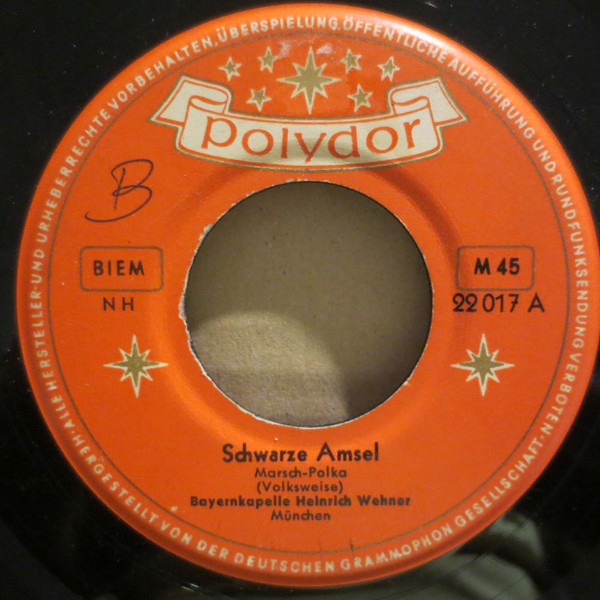 ALLE HERSTELLER- UND URHEBERRECHTE VORBEHALTEN, ÜBERSPIELUNG, ÖFFENTLICHE AUFFÜHRUNG UND RUNDFUNKSENDUNG VERBOTEN
polydor
B
BIEM
NH
M 45
22 017 A
Schwarze Amsel
Marsch-Polka
(Volksweise)
Bayernkapelle Heinrich Wehner
München
HERGESTELLT VON DER DEUTSCHEN GRAMMOPHON GESELLSCHAFT